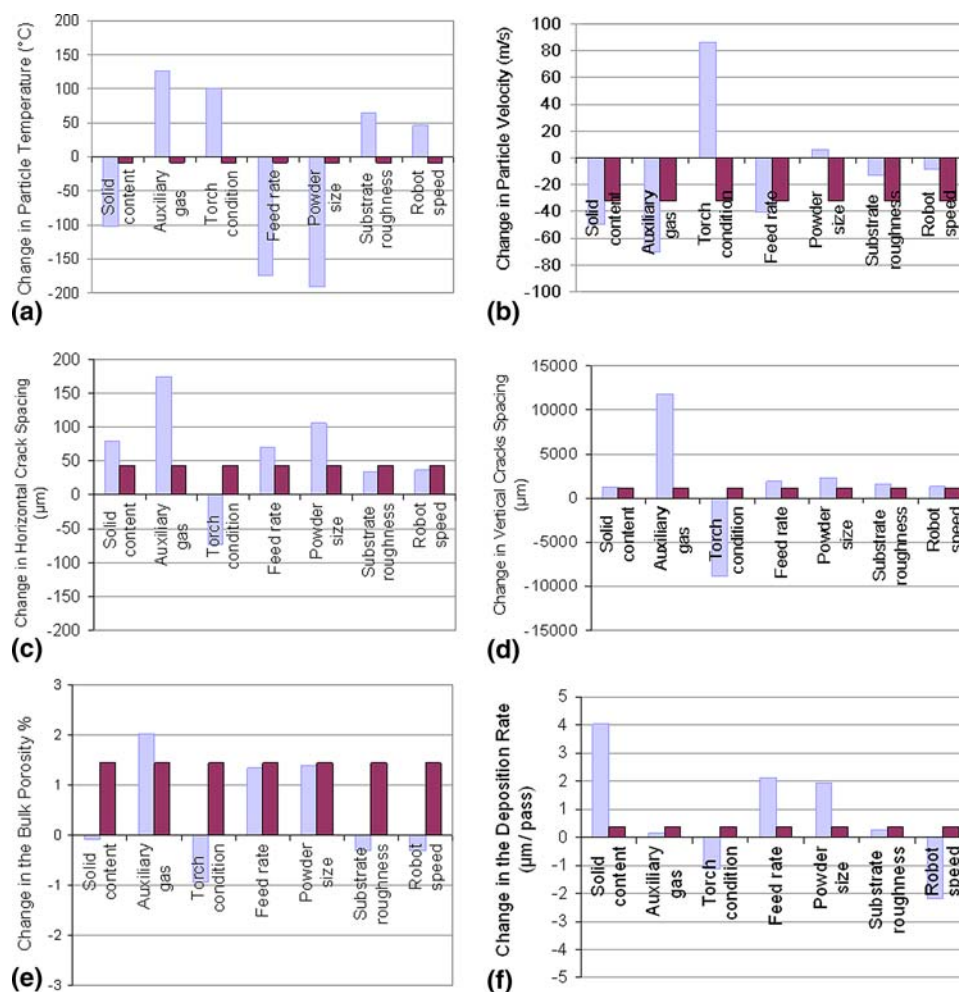 200
150
100
50
0
-50
-100
-150
-200
Change in Particle Temperature (°C)
Solid content
Auxiliary gas
Torch condition
Feed rate
Powder size
Substrate roughness
Robot speed
(a)
100
80
60
40
20
0
-20
-40
-60
-80
-100
Change in Particle Velocity (m/s)
Solid content
Auxiliary gas
Torch condition
Feed rate
Powder size
Substrate roughness
Robot speed
(b)
200
150
100
50
0
-50
-100
150
200
Change in Horizontal Crack Spacing
(µm)
Solid content
Auxiliary gas
Torch condition
Feed rate
Powder size
Substrate roughness
Robot speed
(c)
15000
10000
5000
0
-5000
-10000
-15000
Change in Vertical Cracks Spacing
(µm)
Solid content
Auxiliary gas
Torch condition
Feed rate
Powder size
Substrate roughness
Robot speed
(d)
3
2
1
0
-1
-2
-3
Change in the Bulk Porosity %
Solid content
Auxiliary gas
Torch condition
Feed rate
Powder size
Substrate roughness
Robot speed
(e)
5
4
3
2
1
0
-1
-2
-3
-4
-5
Change in the Deposition Rate
(µm / pass)
Solid content
Auxiliary gas
Torch condition
Feed rate
Powder size
Substrate roughness
Robot speed
(f)